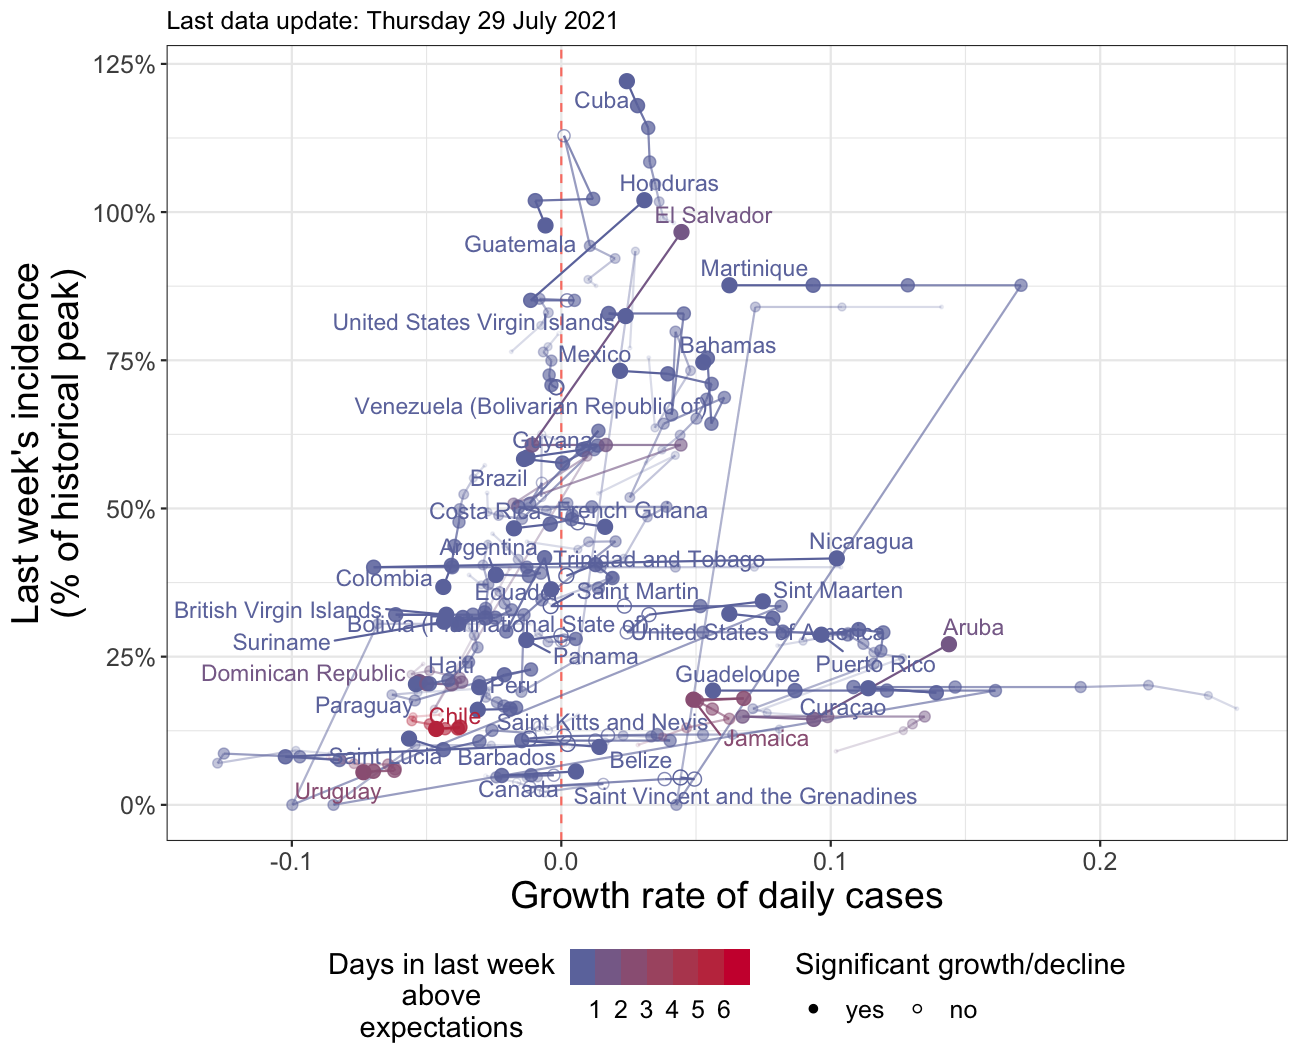 Last data update: Thursday 29 July 2021
125%
100%
75%
50%
25%
0%
Last week's incidence
(% of historical peak)
Cuba
Honduras
El Salvador
Guatemala
Martinique
United States Virgin Islands
Mexico
Bahamas
Venezuela (Bolivarian Republic of)
Guyana
Brazil
Costa Rica
French Guiana
Argentina
Trinidad and Tobago
Nicaragua
Colombia
Ecuador
Saint Martin
Sint Maarten
British Virgin Islands
Bolivia (Plurinational State of)
United States of America
Suriname
Aruba
Panama
Puerto Rico
Dominican Republic
Haiti
Guadeloupe
Peru
Paraguay
Curaçao
Chile
Saint Kitts and Nevis
Jamaica
Saint Lucia
Barbados
Belize
Uruguay
Canada
Saint Vincent and the Grenadines
-0.1
0.0
0.1
0.2
Growth rate of daily cases
Days in last week
above
expectations
1 2 3 4 5 6
Significant growth/decline
yes
no